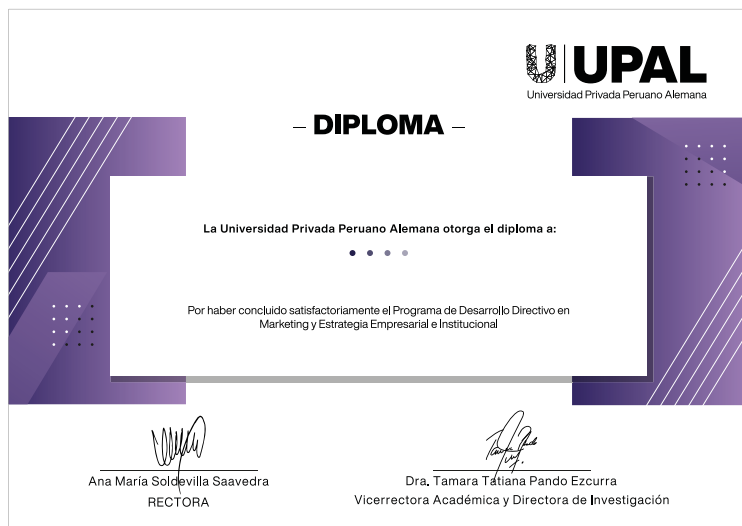 UPAL
Universidad Privada Peruano Alemana
– DIPLOMA –
La Universidad Privada Peruano Alemana otorga el diploma a:
Por haber concluido satisfactoriamente el Programa de Desarrollo Directivo en
Marketing y Estrategia Empresarial e Institucional
Ana María Soldevilla Saavedra
RECTORA
Dra. Tamara Tatiana Pando Ezcurra
Vicerrectora Académica y Directora de Investigación